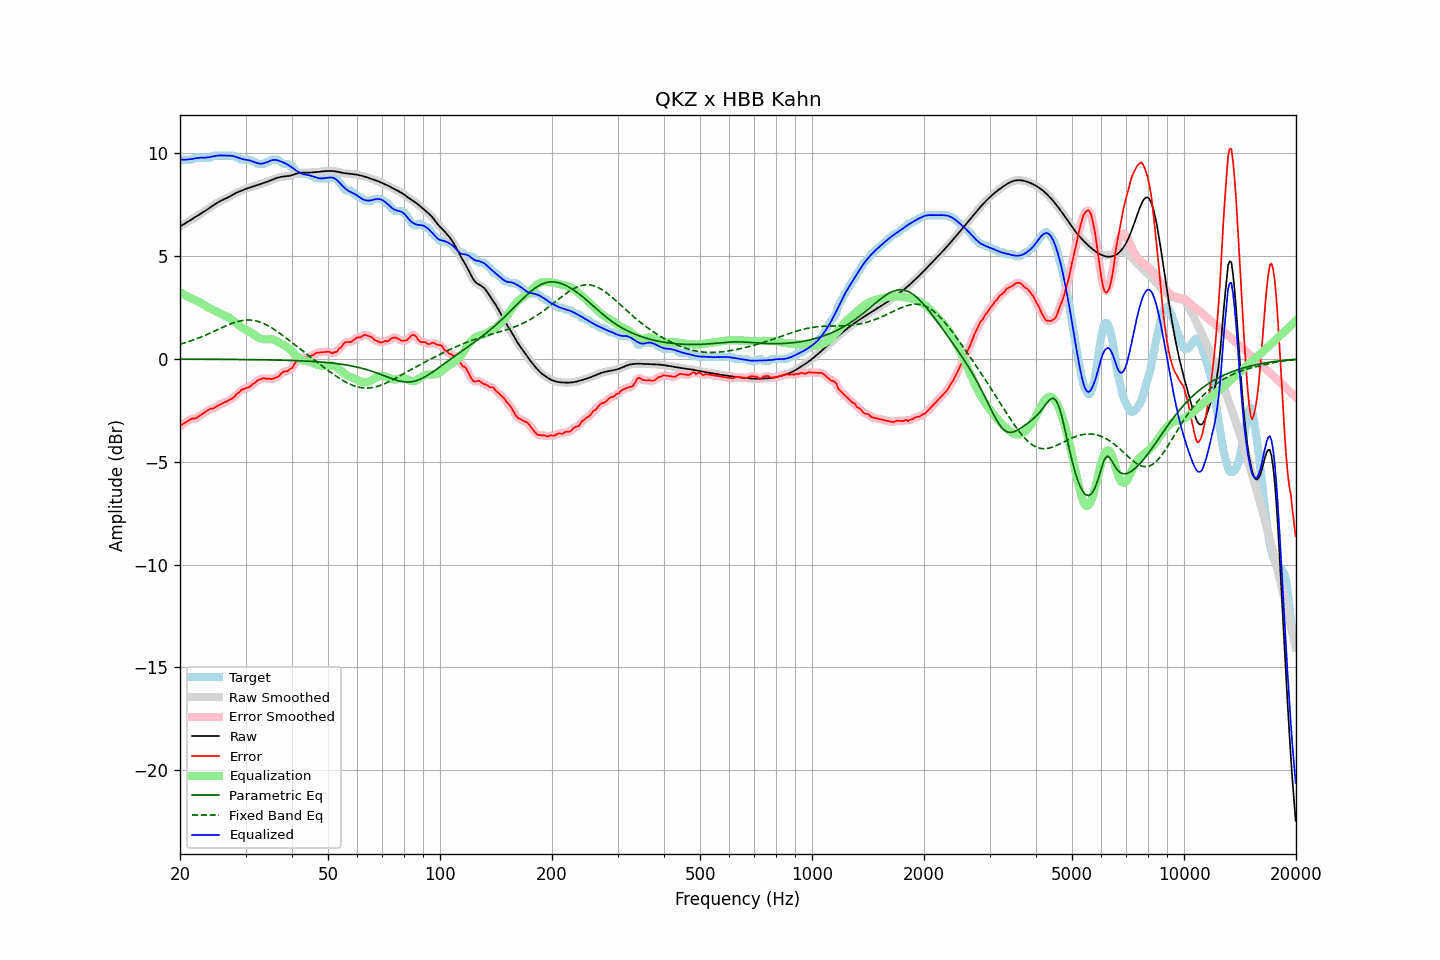 QKZ x HBB Kahn
Amplitude (dBr)
10
5
0
−5
−10
−15
−20
Target
Raw Smoothed
Error Smoothed
Raw
Error
Equalization
Parametric Eq
Fixed Band Eq
Equalized
20 50 100 200 500 1000 2000 5000 10000 20000
Frequency (Hz)